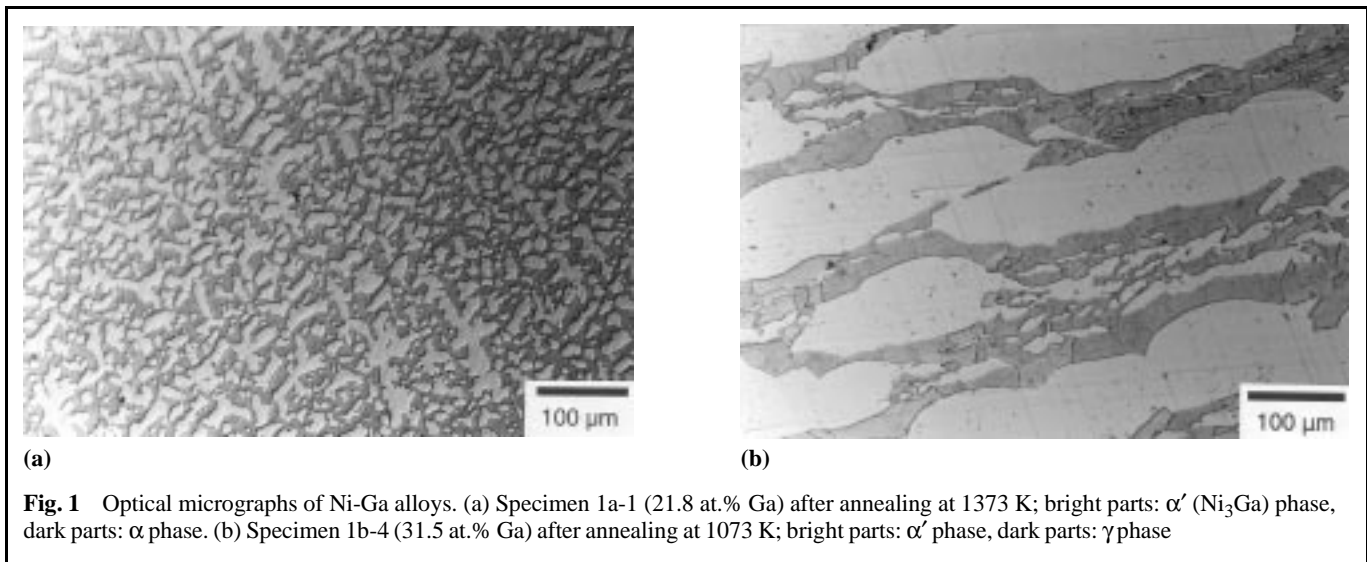 100 μm
100 μm
(a)
(b)
Fig. 1 Optical micrographs of Ni-Ga alloys. (a) Specimen 1a-1 (21.8 at.% Ga) after annealing at 1373 K; bright parts: α′ (Ni₃Ga) phase,
dark parts: α phase. (b) Specimen 1b-4 (31.5 at.% Ga) after annealing at 1073 K; bright parts: α′ phase, dark parts: γ phase